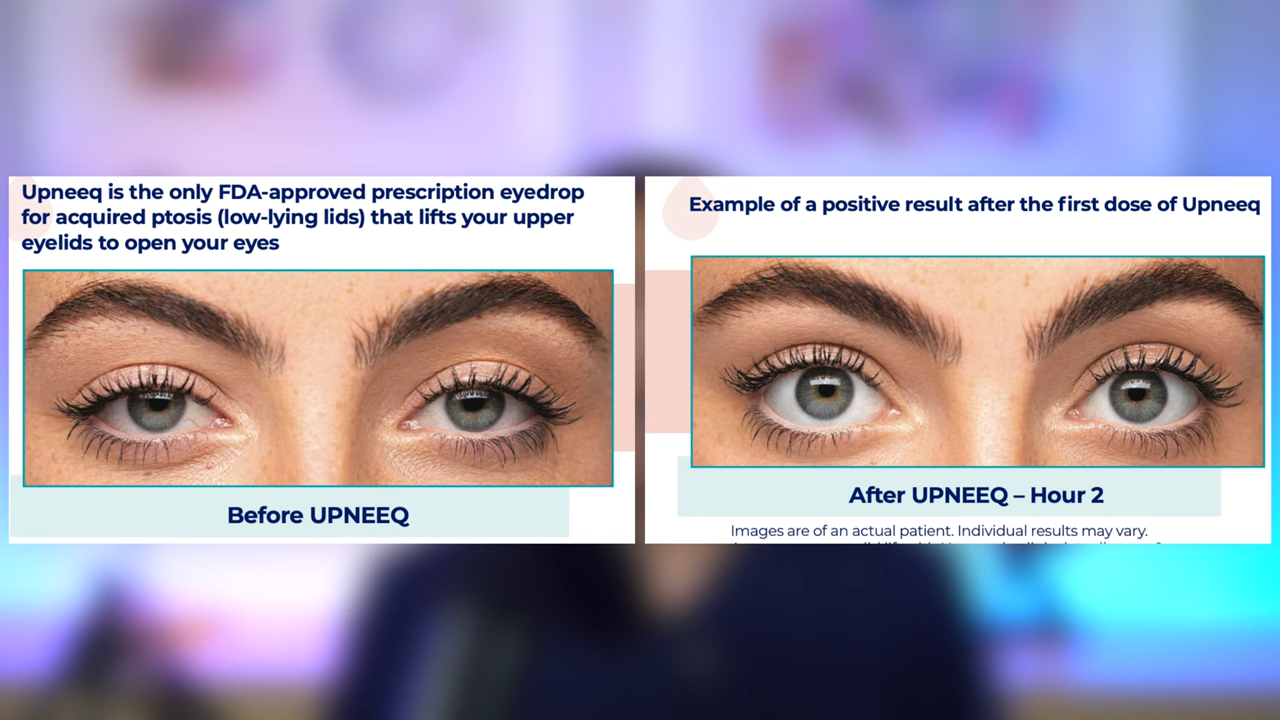 Upneeq is the only FDA-approved prescription eyedrop
for acquired ptosis (low-lying lids) that lifts your upper
eyelids to open your eyes
Before UPNEEQ
Example of a positive result after the first dose of Upneeq
After UPNEEQ – Hour 2
Images are of an actual patient. Individual results may vary.